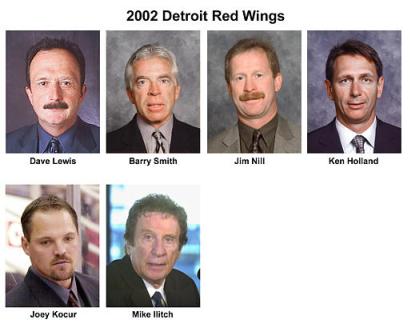 2002 Detroit Red Wings
Dave Lewis
Barry Smith
Jim Nill
Ken Holland
Joey Kocur
Mike Ilitch